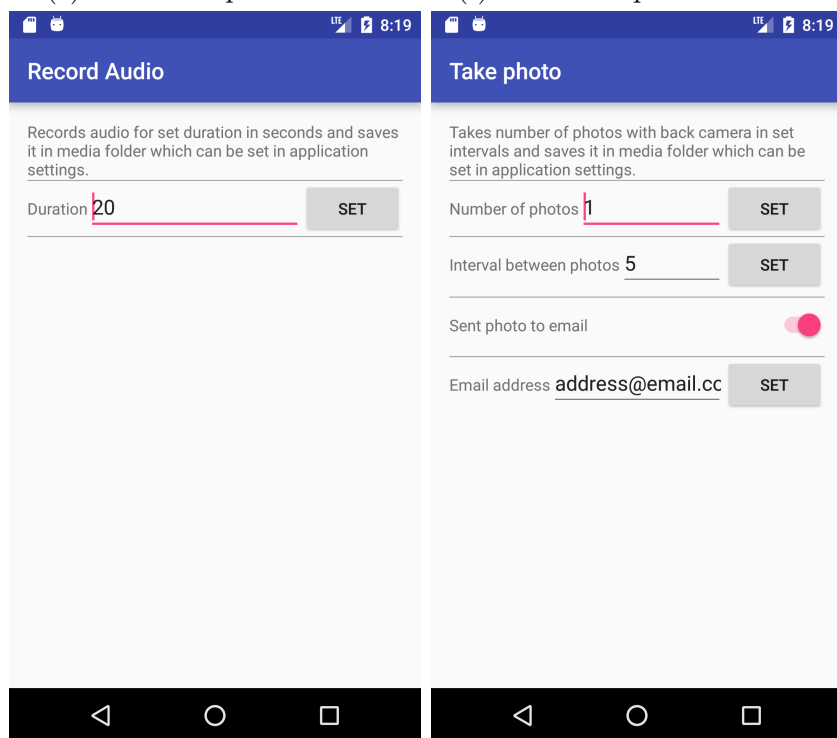 LTE 8:19
Record Audio
Records audio for set duration in seconds and saves
it in media folder which can be set in application
settings.
Duration 20 SET
LTE 8:19
Take photo
Takes number of photos with back camera in set
intervals and saves it in media folder which can be
set in application settings.
Number of photos 1 SET
Interval between photos 5 SET
Sent photo to email
Email address address@email.cc SET